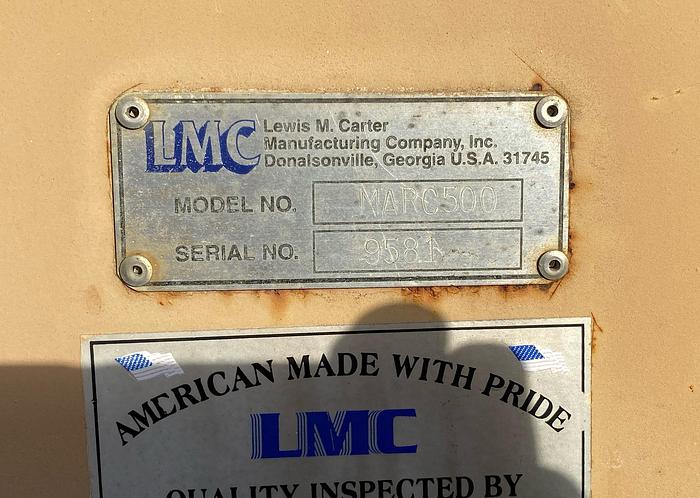 LMC
Lewis M. Carter
Manufacturing Company, Inc.
Donalsonville, Georgia U.S.A. 31745
MODEL NO. MARC500
SERIAL NO. 9581
AMERICAN MADE WITH PRIDE
LMC
QUALITY INSPECTED BY